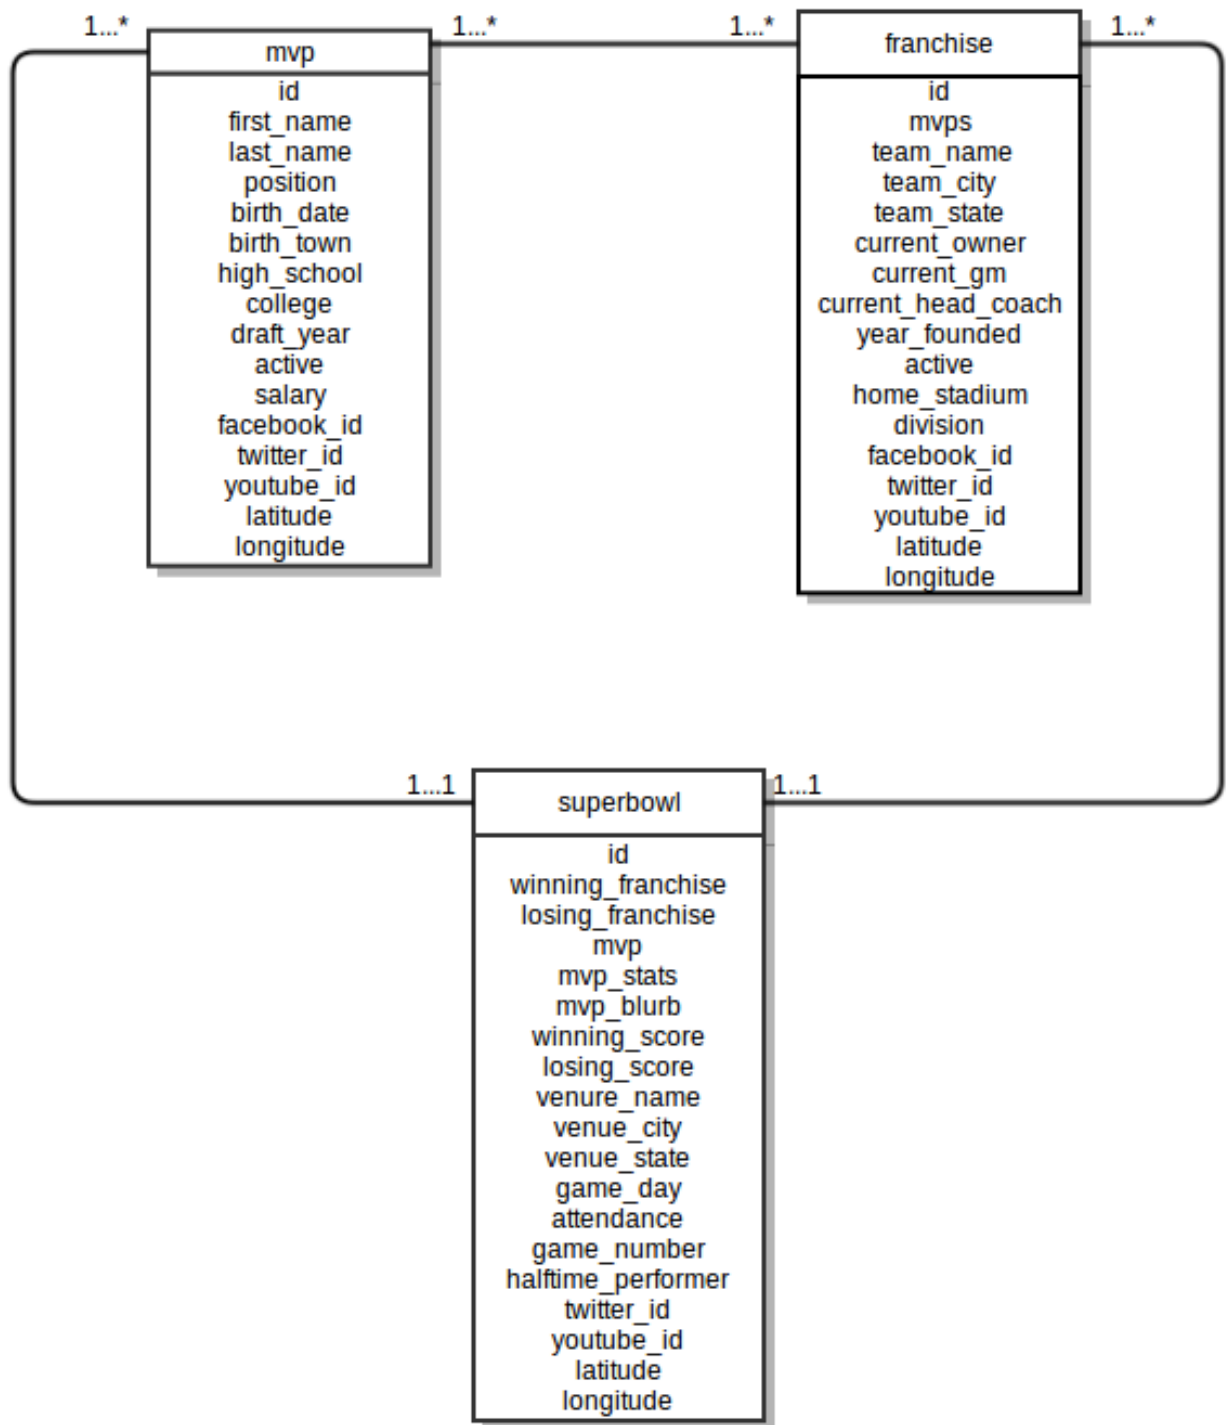 1...*
mvp
1...*
id
first_name
last_name
position
birth_date
birth_town
high_school
college
draft_year
active
salary
facebook_id
twitter_id
youtube_id
latitude
longitude
1...*
franchise
1...*
id
mvps
team_name
team_city
team_state
current_owner
current_gm
current_head_coach
year_founded
active
home_stadium
division
facebook_id
twitter_id
youtube_id
latitude
longitude
1...1
superbowl
1...1
id
winning_franchise
losing_franchise
mvp
mvp_stats
mvp_blurb
winning_score
losing_score
venure_name
venue_city
venue_state
game_day
attendance
game_number
halftime_performer
twitter_id
youtube_id
latitude
longitude